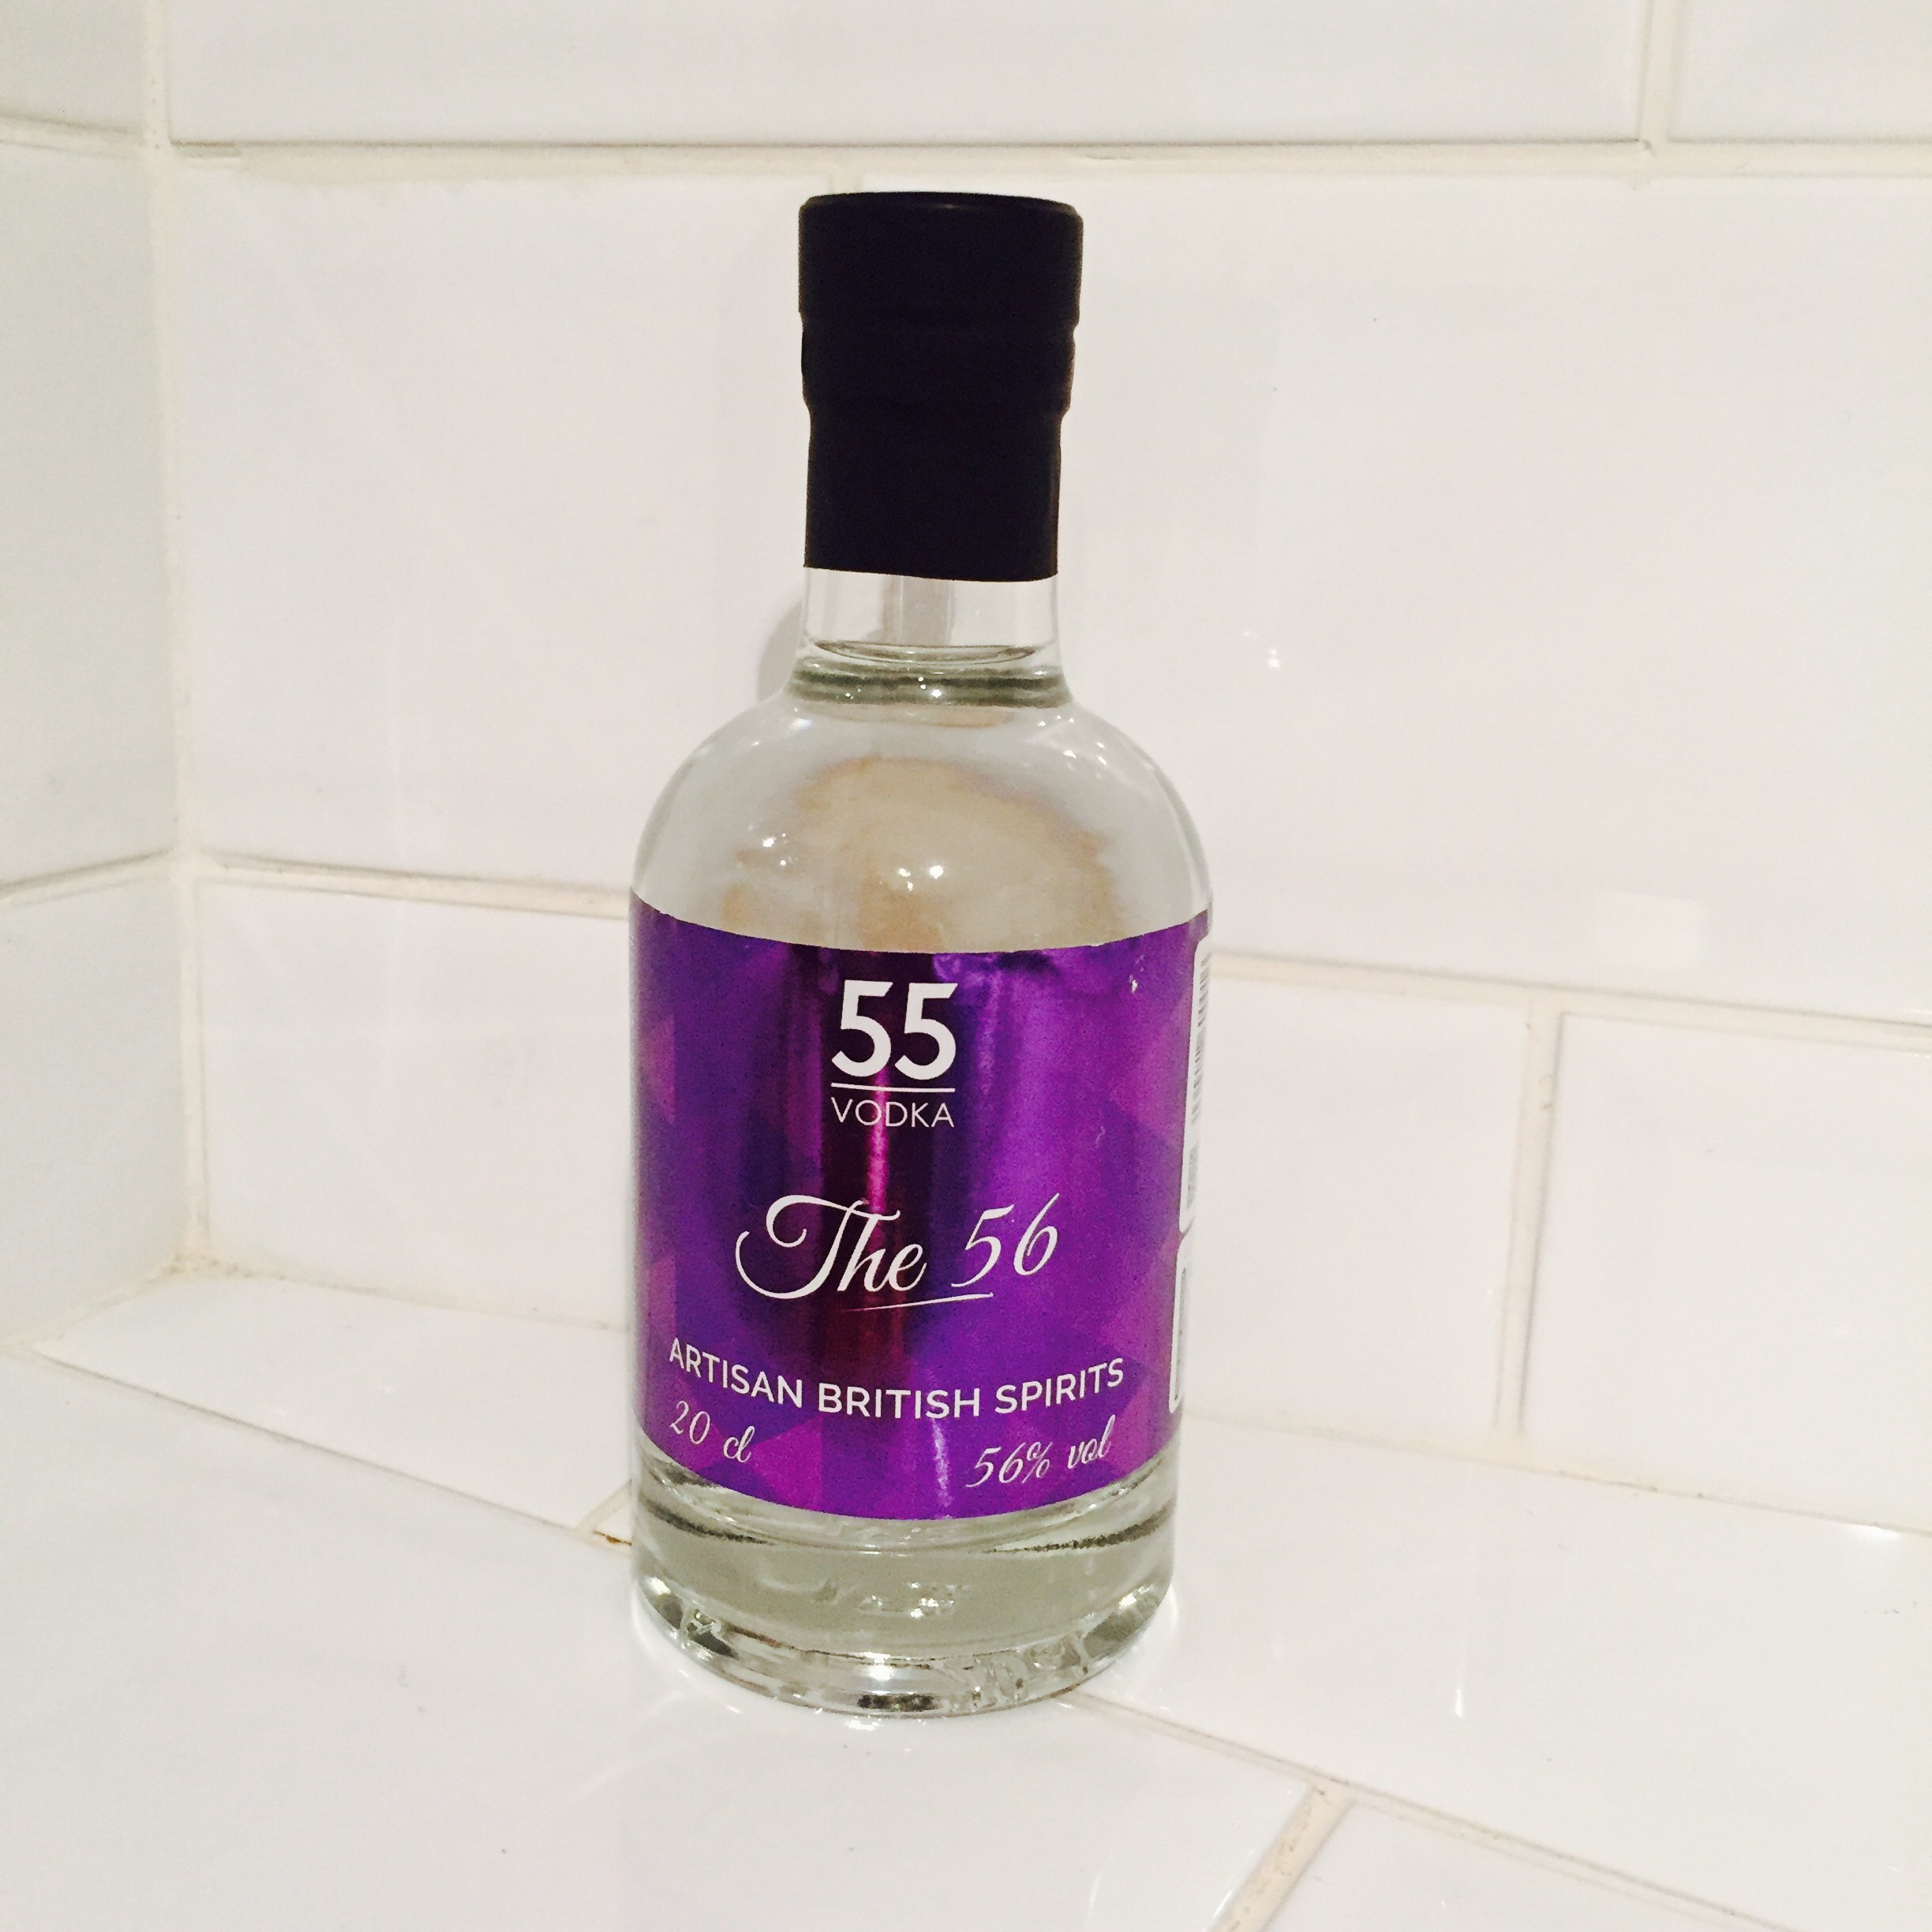 55
VODKA
The 56
ARTISAN BRITISH SPIRITS
20 cl
56% vol